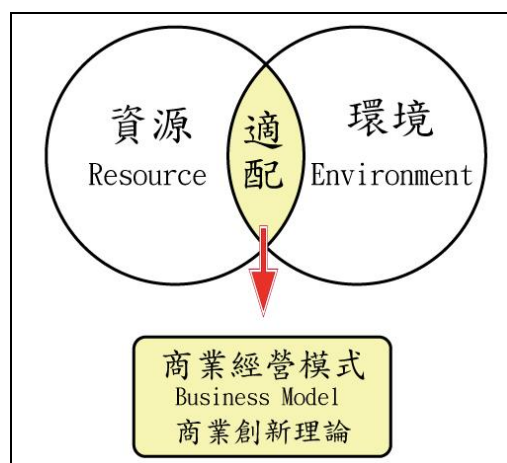 資源
Resource
適
配
環境
Environment
商業經營模式
Business Model
商業創新理論